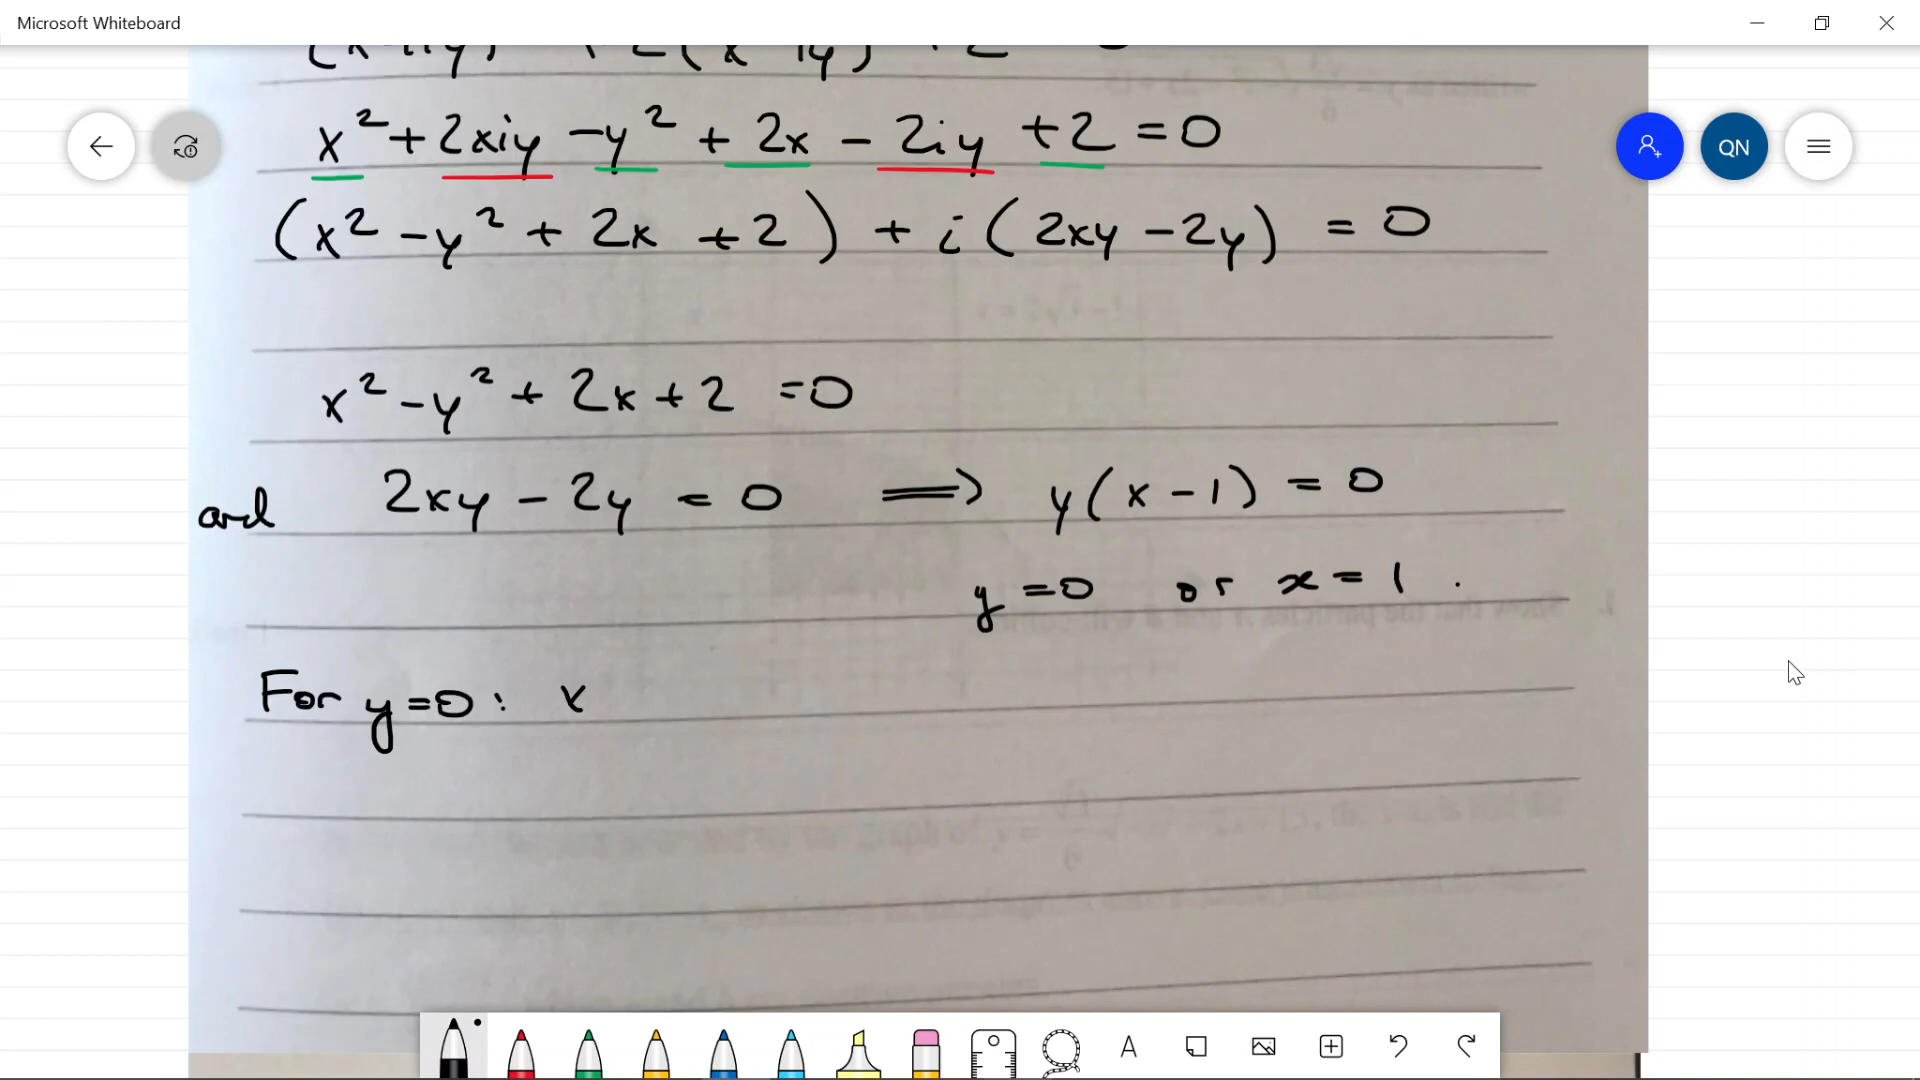 Microsoft Whiteboard
x² + 2xiy - y² + 2x - 2iy + 2 = 0
(x² - y² + 2x + 2) + i(2xy - 2y) = 0
QN
x² - y² + 2x + 2 = 0
and 2xy - 2y = 0 ⟹ y(x - 1) = 0
y = 0 or x = 1 .
For y = 0 : x